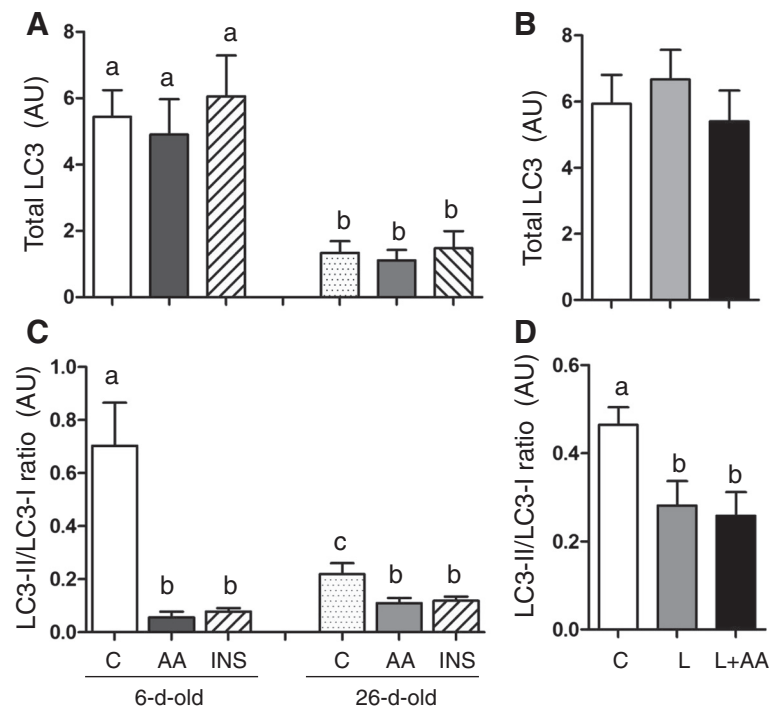 A
Total LC3 (AU)
8
6
4
2
0
a
a
a
b
b
b
B
Total LC3 (AU)
8
6
4
2
0
C
LC3-II/LC3-I ratio (AU)
1.0
0.8
0.6
0.4
0.2
0.0
a
b
b
c
b
b
C AA INS C AA INS
6-d-old 26-d-old
D
LC3-II/LC3-I ratio (AU)
0.6
0.4
0.2
0.0
a
b
b
C L L+AA